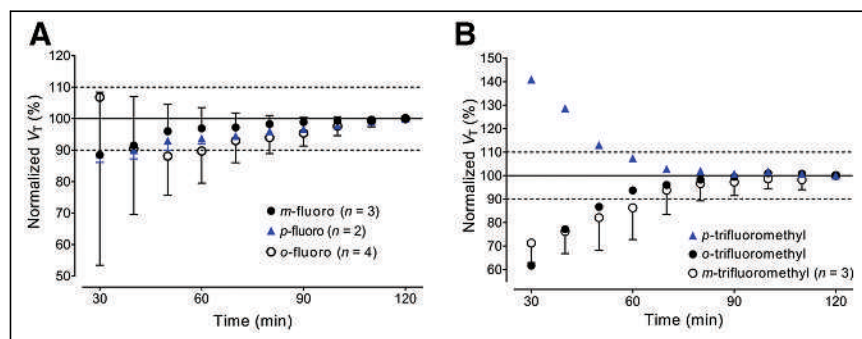 A
Normalized V_T (%)
120
110
100
90
80
70
60
50
m-fluoro (n = 3)
p-fluoro (n = 2)
o-fluoro (n = 4)
30
60
90
120
Time (min)
B
Normalized V_T (%)
150
140
130
120
110
100
90
80
70
60
p-trifluoromethyl
o-trifluoromethyl
m-trifluoromethyl (n = 3)
30
60
90
120
Time (min)